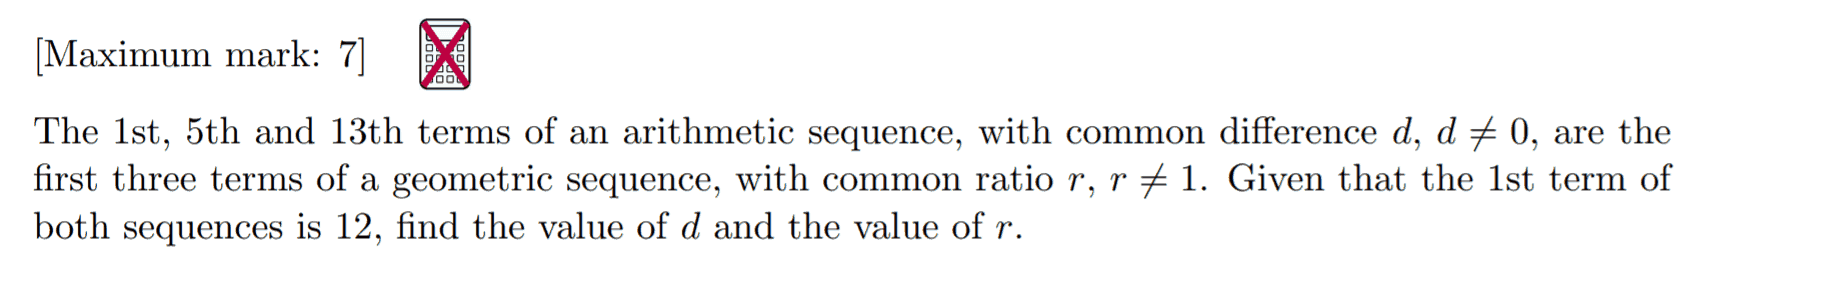 [Maximum mark: 7]
The 1st, 5th and 13th terms of an arithmetic sequence, with common difference d, d ≠ 0, are the
first three terms of a geometric sequence, with common ratio r, r ≠ 1. Given that the 1st term of
both sequences is 12, find the value of d and the value of r.